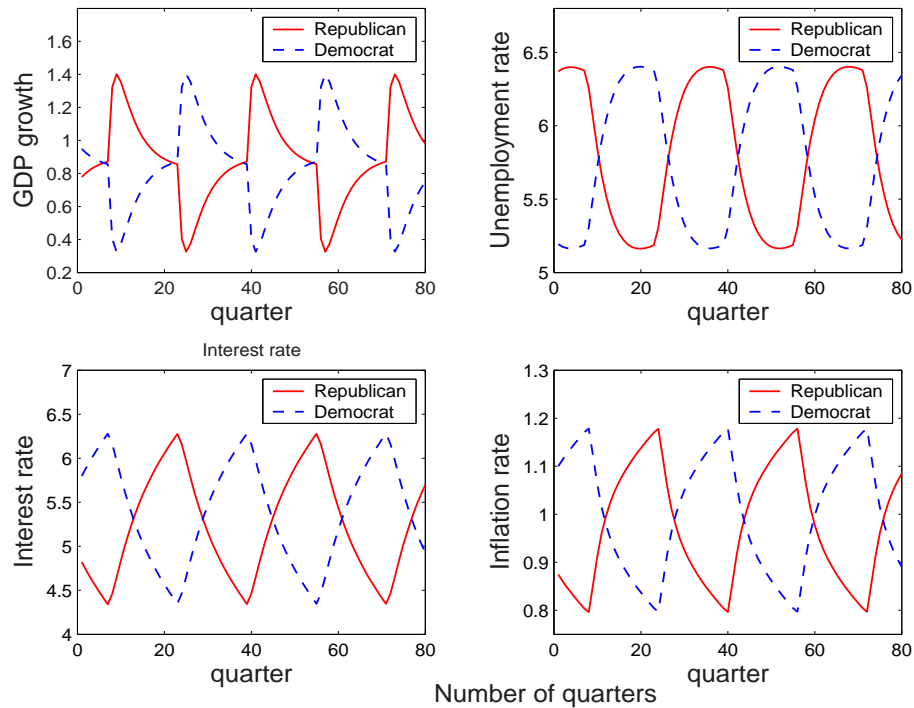 Republican
Democrat
GDP growth
1.6
1.4
1.2
1
0.8
0.6
0.4
0.2
0 20 40 60 80
quarter
Republican
Democrat
Unemployment rate
6.5
6
5.5
5
0 20 40 60 80
quarter
Interest rate
Republican
Democrat
Interest rate
7
6.5
6
5.5
5
4.5
4
0 20 40 60 80
quarter
Republican
Democrat
Inflation rate
1.3
1.2
1.1
1
0.9
0.8
0 20 40 60 80
quarter
Number of quarters